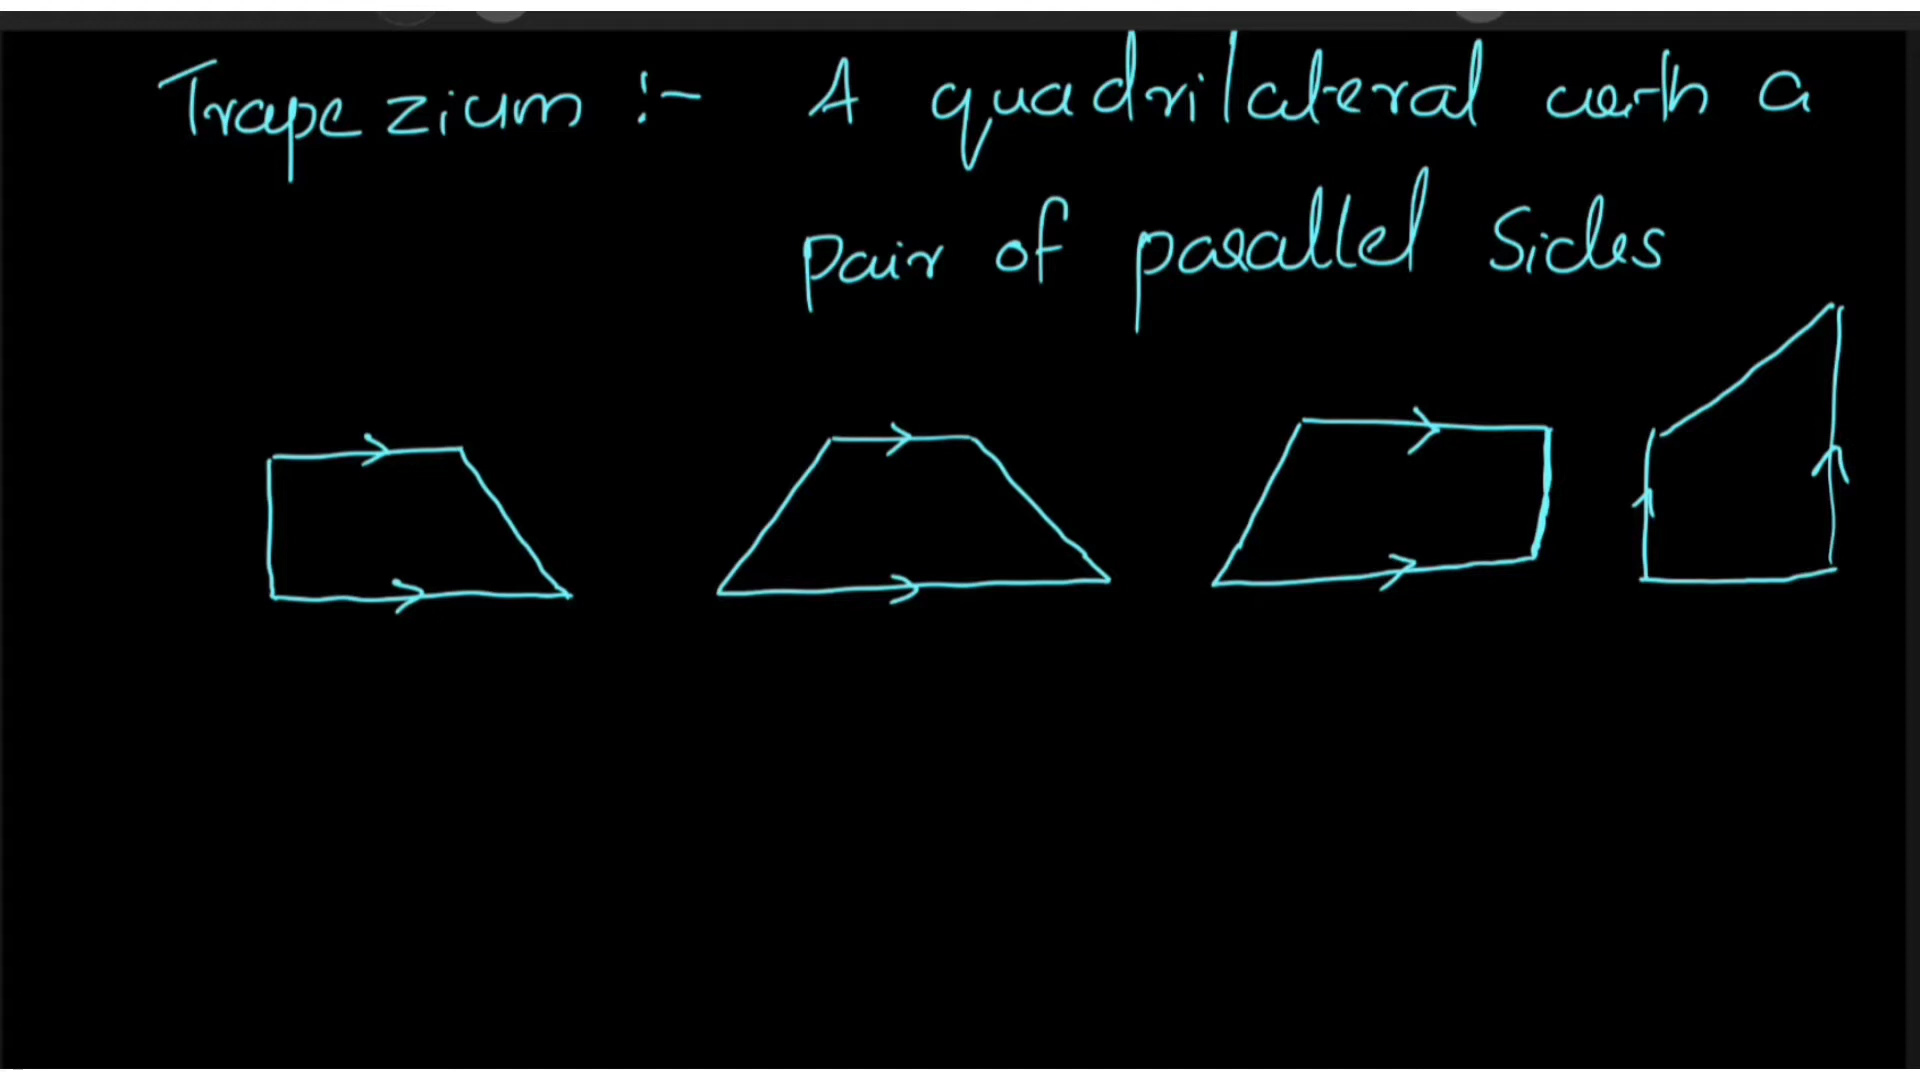 Trapezium :- A quadrilateral with a
pair of parallel sides